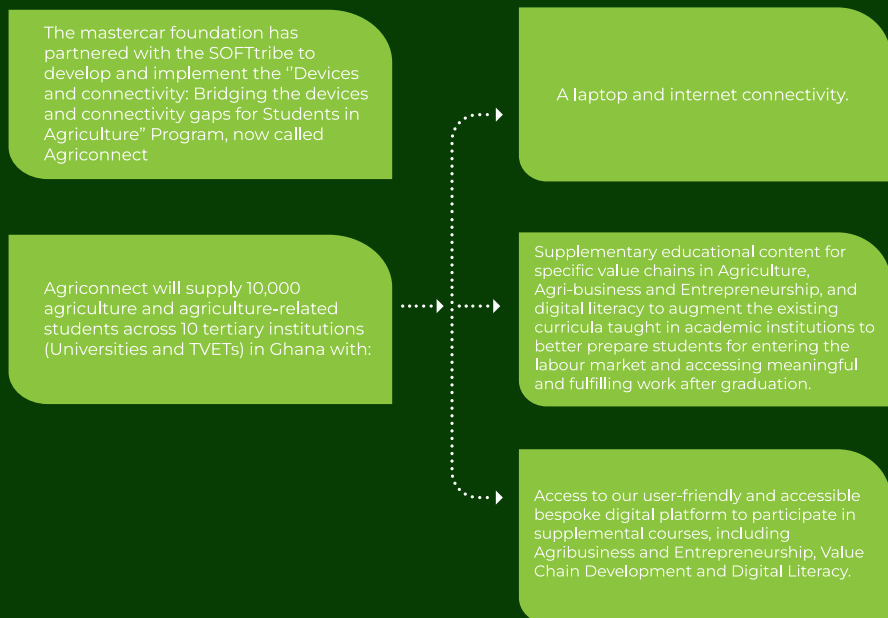 The mastercar foundation has
partnered with the SOFTtribe to
develop and implement the ‘’Devices
and connectivity: Bridging the devices
and connectivity gaps for Students in
Agriculture” Program, now called
Agriconnect
Agriconnect will supply 10,000
agriculture and agriculture-related
students across 10 tertiary institutions
(Universities and TVETs) in Ghana with:
A laptop and internet connectivity.
Supplementary educational content for
specific value chains in Agriculture,
Agri-business and Entrepreneurship, and
digital literacy to augment the existing
curricula taught in academic institutions to
better prepare students for entering the
labour market and accessing meaningful
and fulfilling work after graduation.
Access to our user-friendly and accessible
bespoke digital platform to participate in
supplemental courses, including
Agribusiness and Entrepreneurship, Value
Chain Development and Digital Literacy.